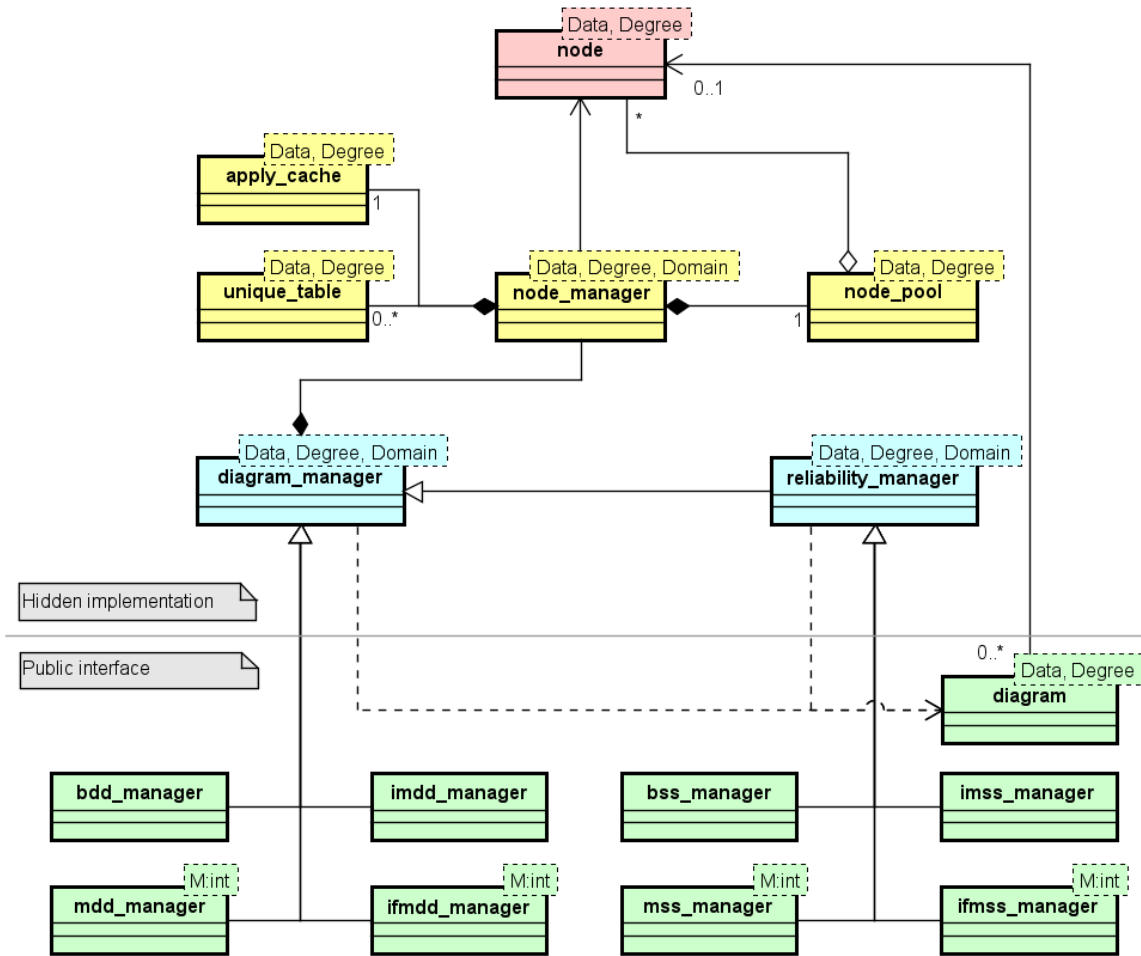 Data, Degree
node
0..1
*
Data, Degree
apply_cache
1
Data, Degree
unique_table
0..*
Data, Degree, Domain
node_manager
Data, Degree
node_pool
1
Data, Degree, Domain
diagram_manager
Data, Degree, Domain
reliability_manager
Hidden implementation
Public interface
0..*
Data, Degree
diagram
bdd_manager
imdd_manager
bss_manager
imss_manager
M:int
mdd_manager
M:int
ifmdd_manager
M:int
mss_manager
M:int
ifmss_manager